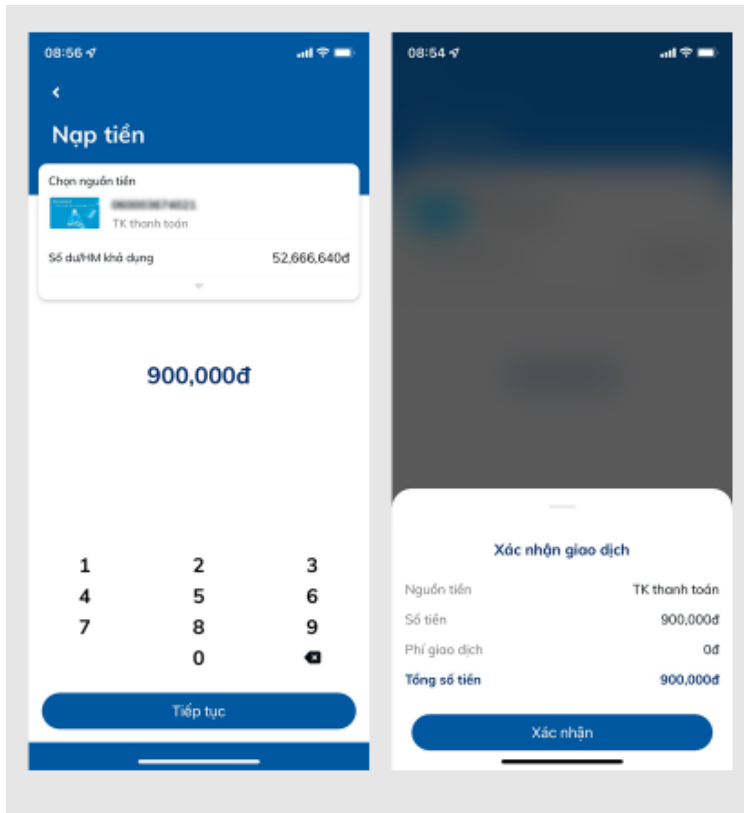 08:56
Nạp tiền
Chọn nguồn tiền
TK thanh toán
Số dư/HM khả dụng 52,666,640đ
900,000đ
1 2 3
4 5 6
7 8 9
0
Tiếp tục
08:54
Xác nhận giao dịch
Nguồn tiền TK thanh toán
Số tiền 900,000đ
Phí giao dịch 0đ
Tổng số tiền 900,000đ
Xác nhận